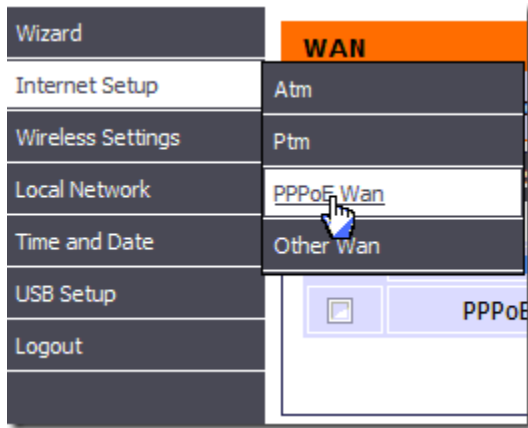 Wizard
Internet Setup
Wireless Settings
Local Network
Time and Date
USB Setup
Logout
WAN
Atm
Ptm
PPPoE Wan
Other Wan
PPPoE